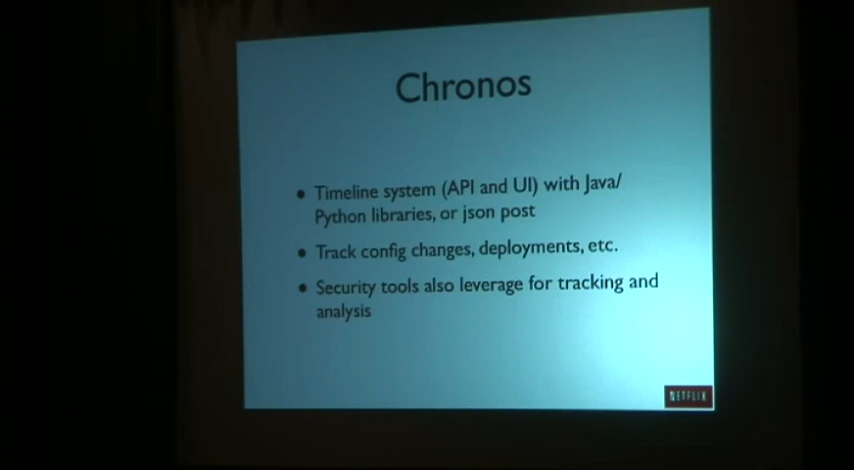 Chronos
• Timeline system (API and UI) with Java/
Python libraries, or json post
• Track config changes, deployments, etc.
• Security tools also leverage for tracking and
analysis
NETFLIX